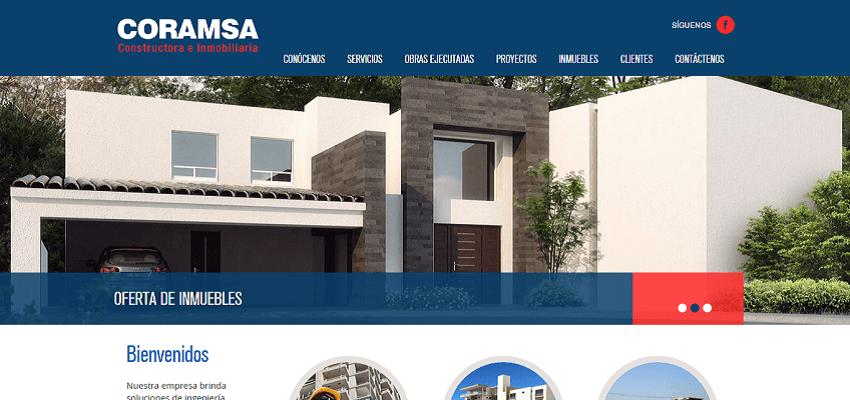 CORAMSA
Constructora e Inmobiliaria
SÍGUENOS f
CONÓCENOS SERVICIOS OBRAS EJECUTADAS PROYECTOS INMUEBLES CLIENTES CONTÁCTENOS
OFERTA DE INMUEBLES
Bienvenidos
Nuestra empresa brinda
soluciones de ingeniería